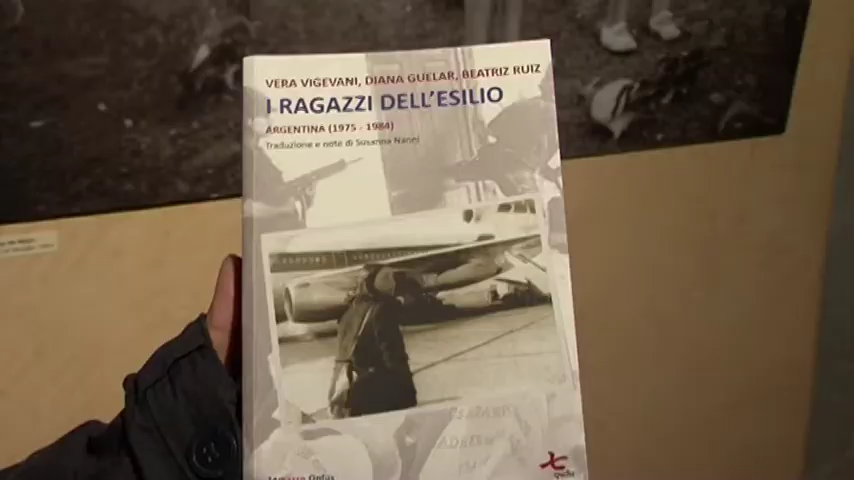 VERA VIGEVANI, DIANA GUELAR, BEATRIZ RUIZ
I RAGAZZI DELL'ESILIO
ARGENTINA (1975 - 1984)
Traduzione e note di Susanna Nanni